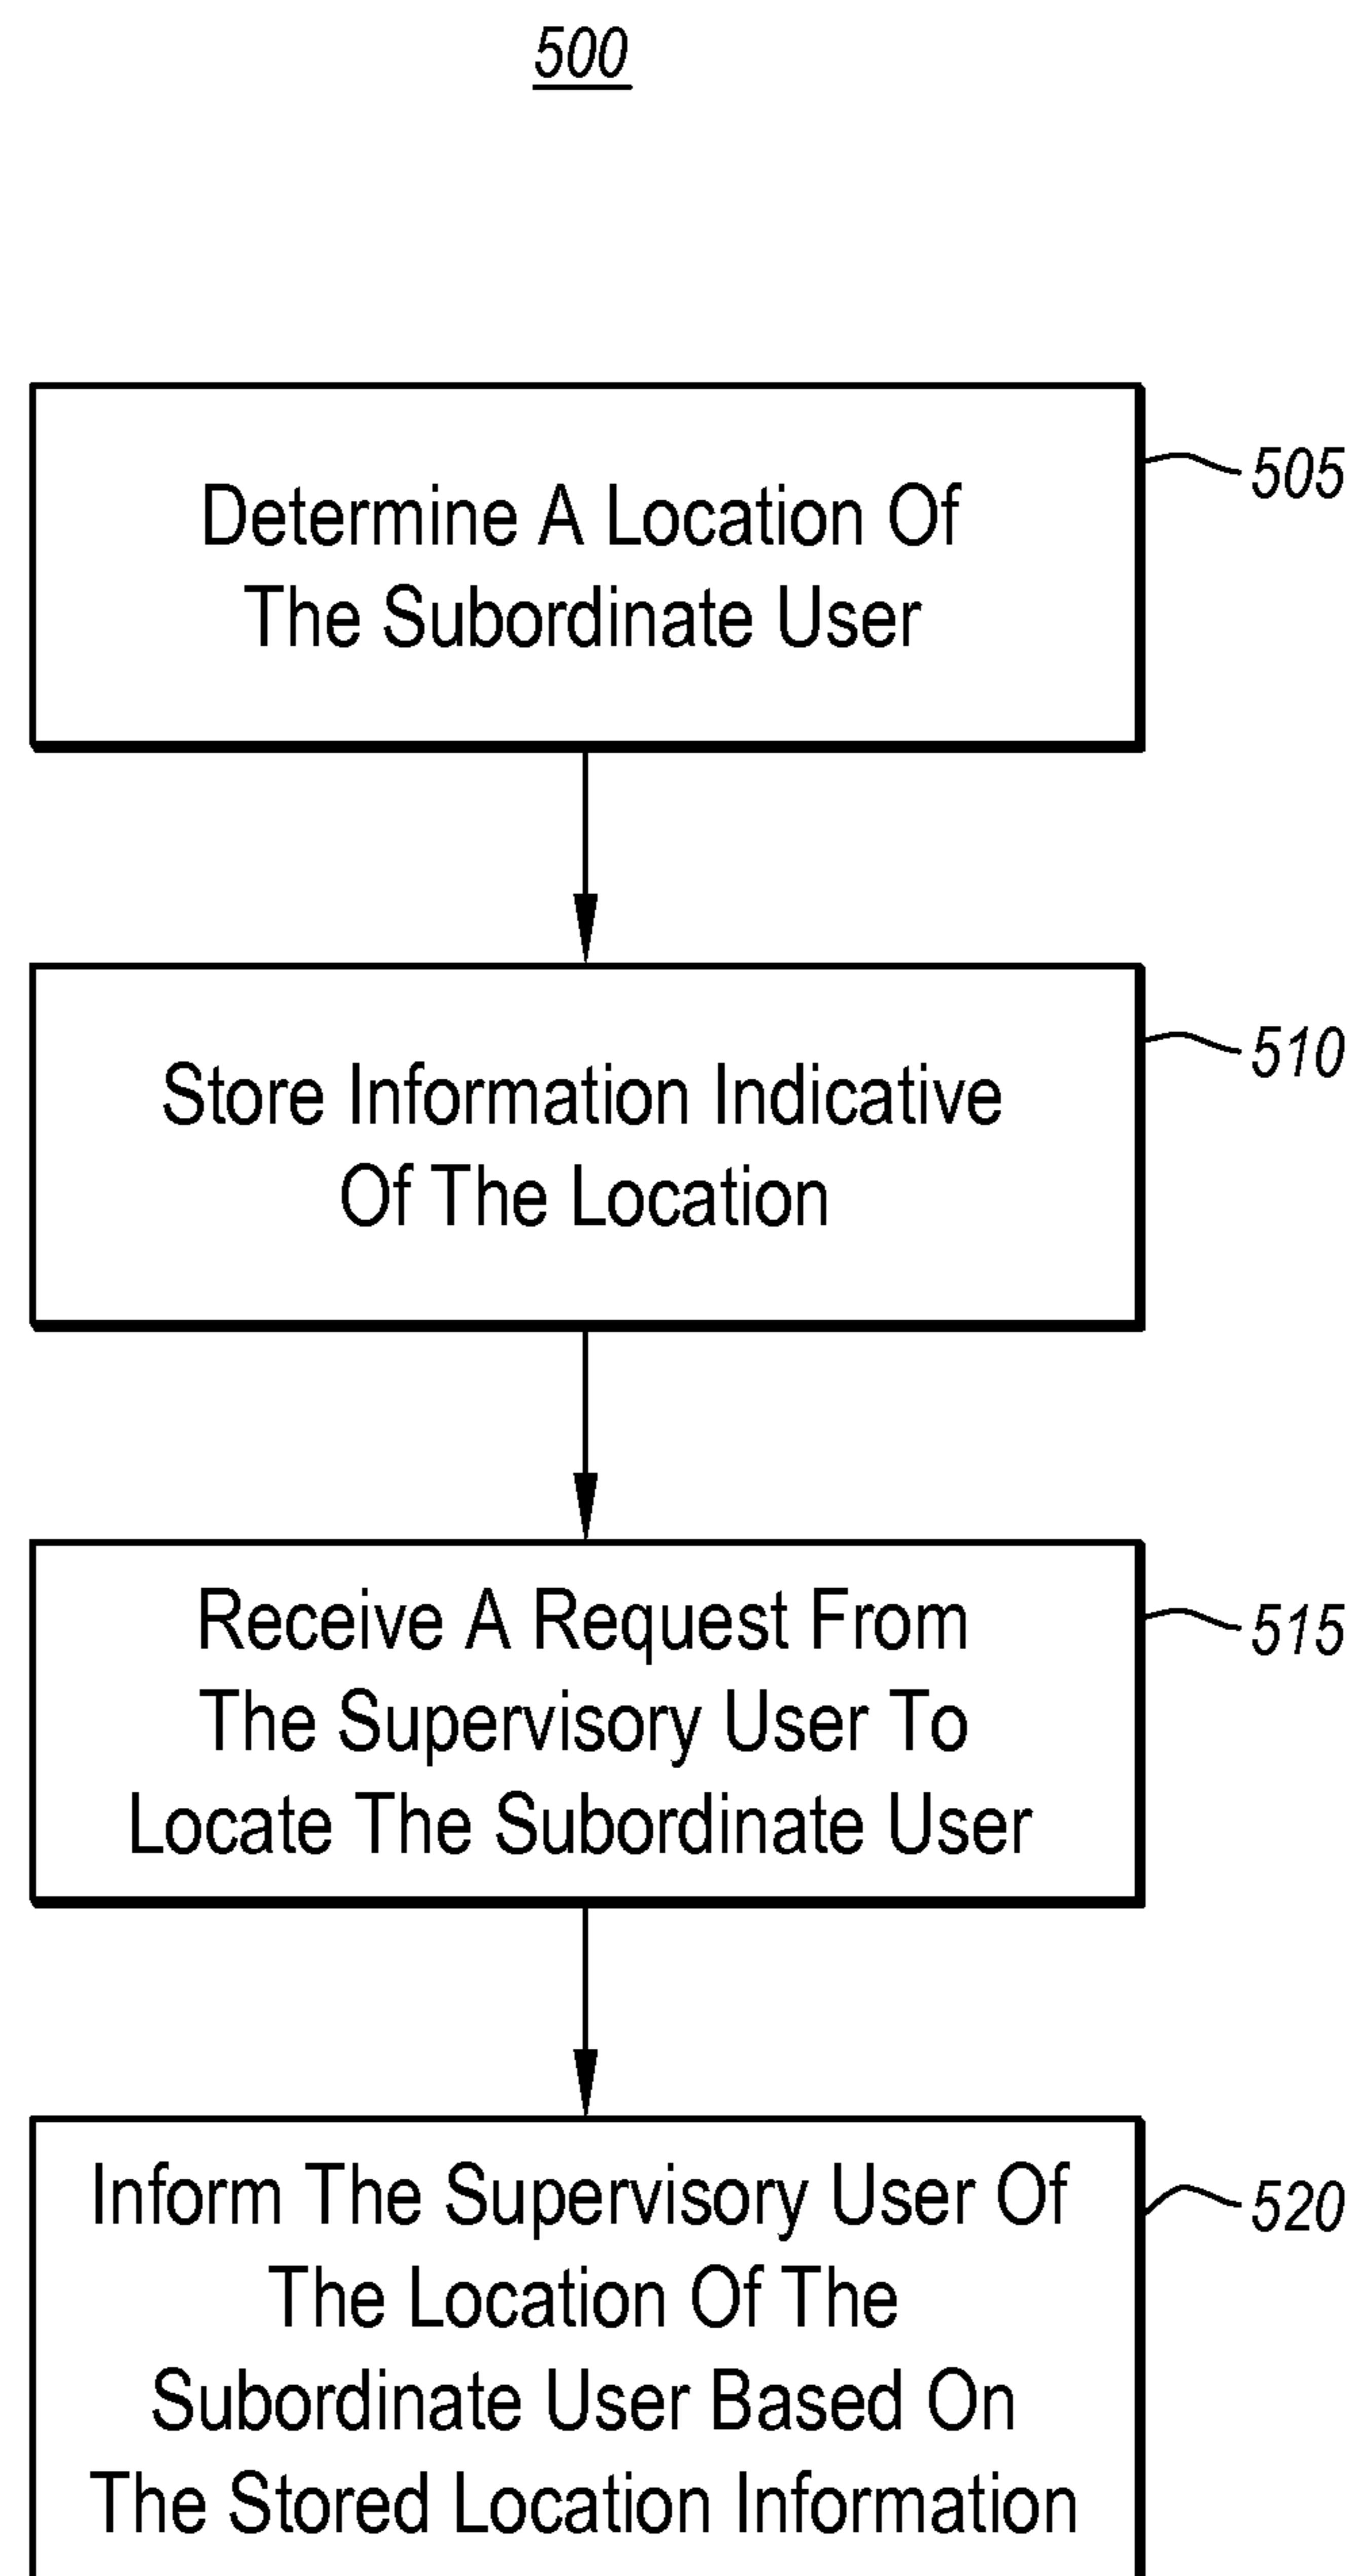 500
Determine A Location Of
The Subordinate User
505
Store Information Indicative
Of The Location
510
Receive A Request From
The Supervisory User To
Locate The Subordinate User
515
Inform The Supervisory User Of
The Location Of The
Subordinate User Based On
The Stored Location Information
520